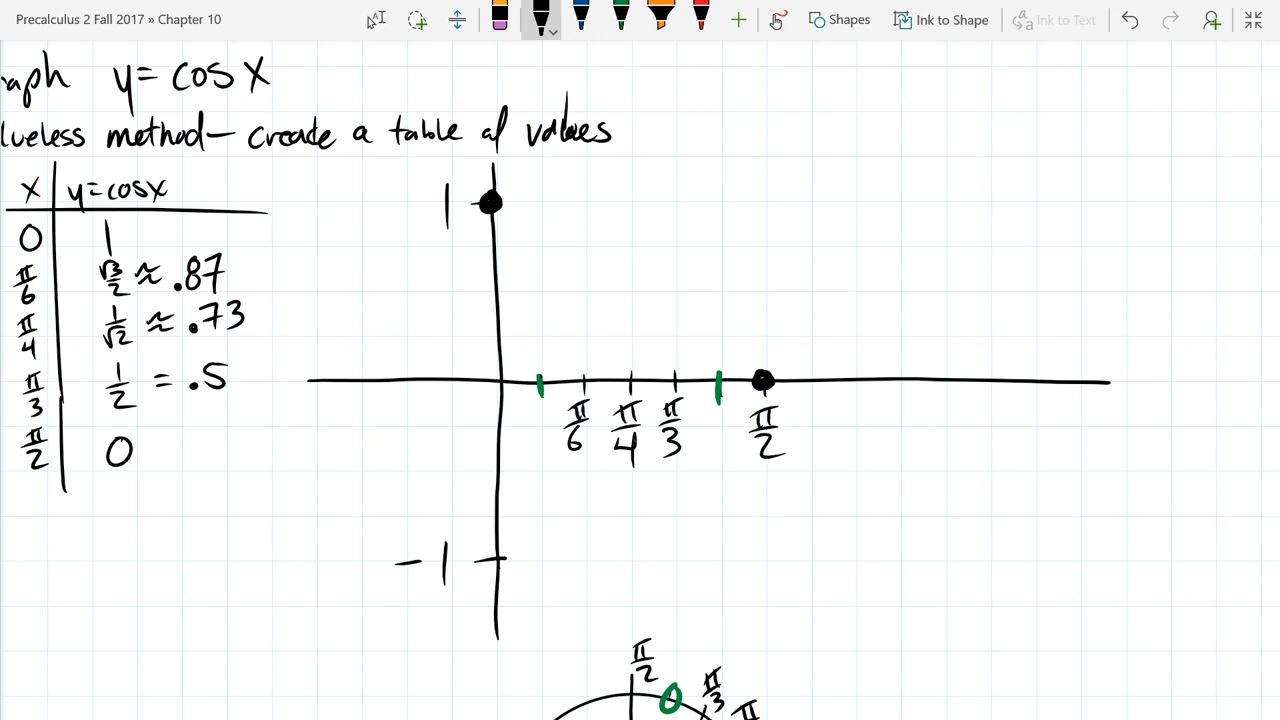 Precalculus 2 Fall 2017 » Chapter 10
Shapes
Ink to Shape
Ink to Text
raph y = cos x
lueless method – create a table of values
x y = cos x
0 1
π/6 √3/2 ≈ .87
π/4 1/√2 ≈ .73
π/3 1/2 = .5
π/2 0
1
π/6 π/4 π/3 π/2
-1
π/2
π/3
π